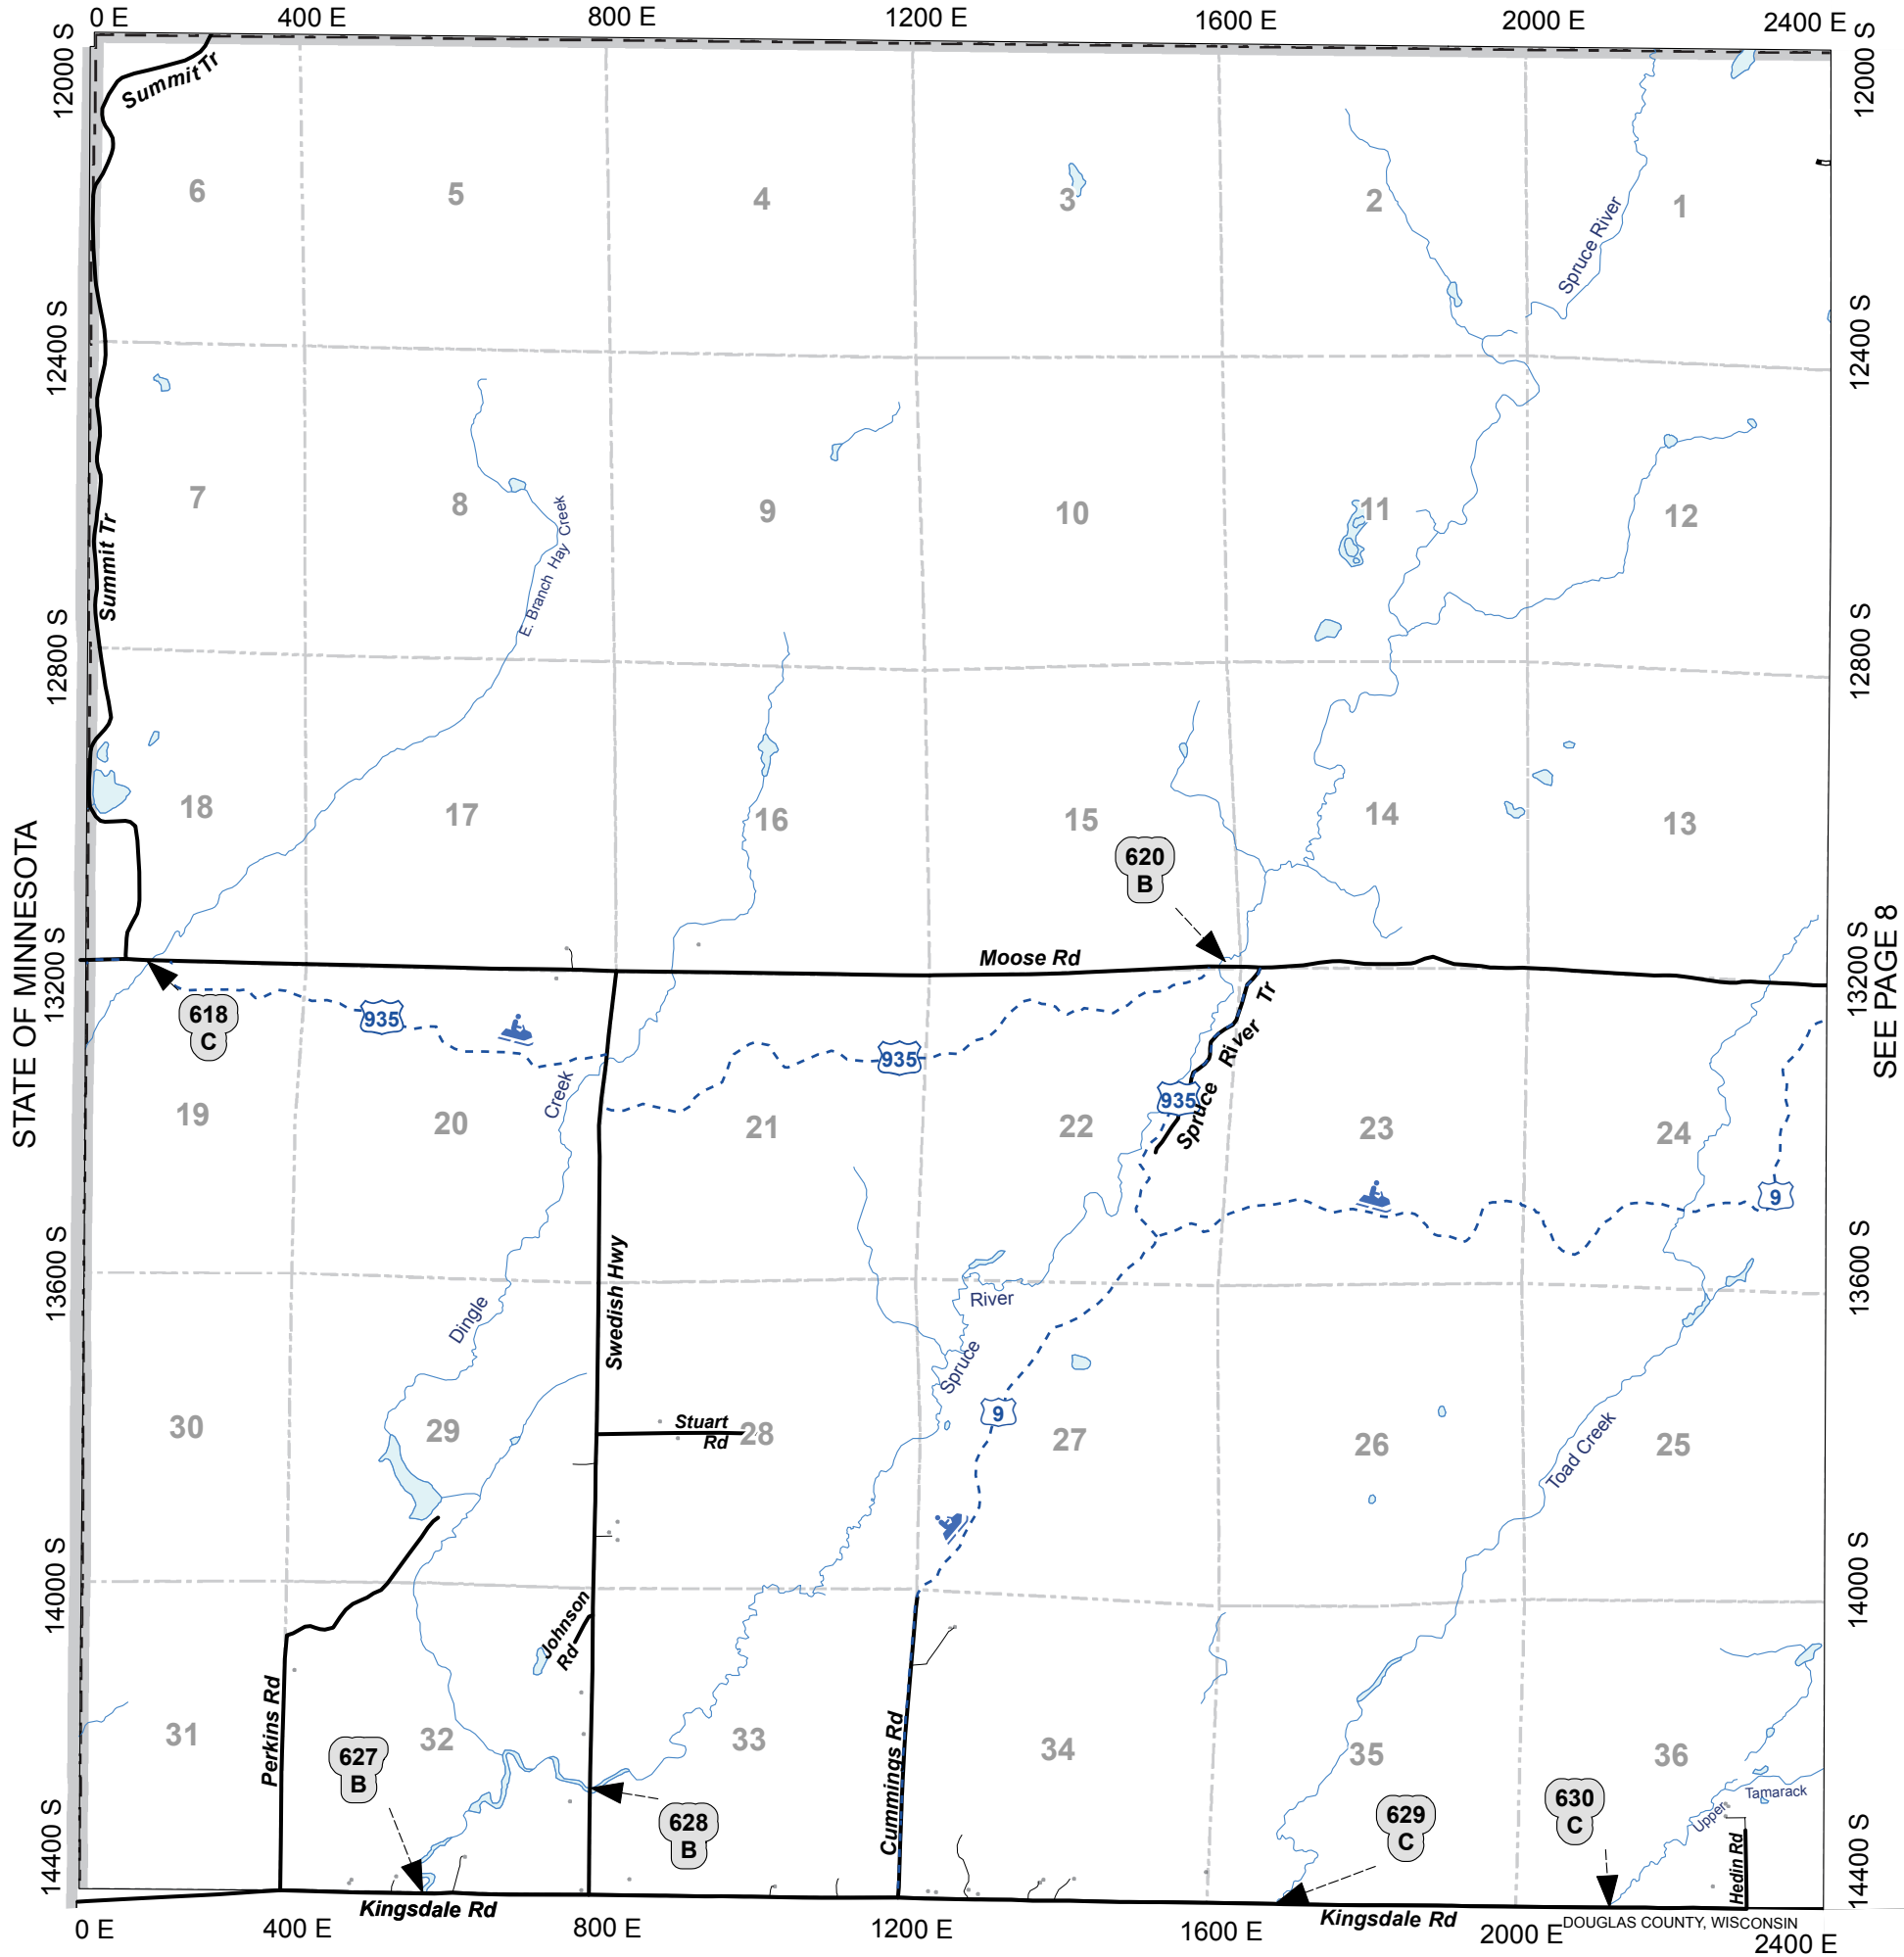 0 E
400 E
800 E
1200 E
1600 E
2000 E
2400 E
12000 S
12000 S
Summit Tr
6
5
4
3
2
1
Spruce River
12400 S
12400 S
7
8
9
10
11
12
Summit Tr
E. Branch Hay Creek
12800 S
12800 S
18
17
16
15
14
13
620
B
STATE OF MINNESOTA
SEE PAGE 8
13200 S
13200 S
Moose Rd
618
C
935
935
935
Spruce River Tr
19
20
21
22
23
24
9
Dingle Creek
13600 S
13600 S
Swedish Hwy
Spruce River
30
29
28
27
26
25
Stuart
Rd
9
Toad Creek
14000 S
14000 S
Johnson
Rd
Perkins Rd
Cummings Rd
31
32
33
34
35
36
627
B
628
B
629
C
630
C
Upper Tamarack
Hedin Rd
14400 S
14400 S
Kingsdale Rd
Kingsdale Rd
DOUGLAS COUNTY, WISCONSIN
0 E
400 E
800 E
1200 E
1600 E
2000 E
2400 E